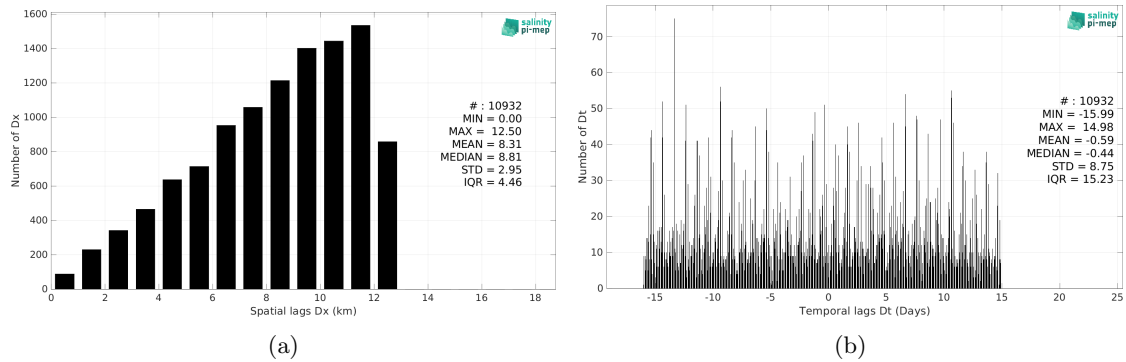 1600
1400
1200
1000
800
600
400
200
0
Number of Dx
salinity
pi-mep
# : 10932
MIN = 0.00
MAX = 12.50
MEAN = 8.31
MEDIAN = 8.81
STD = 2.95
IQR = 4.46
0 2 4 6 8 10 12 14 16 18
Spatial lags Dx (km)
(a)
70
60
50
40
30
20
10
0
Number of Dt
salinity
pi-mep
# : 10932
MIN = -15.99
MAX = 14.98
MEAN = -0.59
MEDIAN = -0.44
STD = 8.75
IQR = 15.23
-15 -10 -5 0 5 10 15 20 25
Temporal lags Dt (Days)
(b)